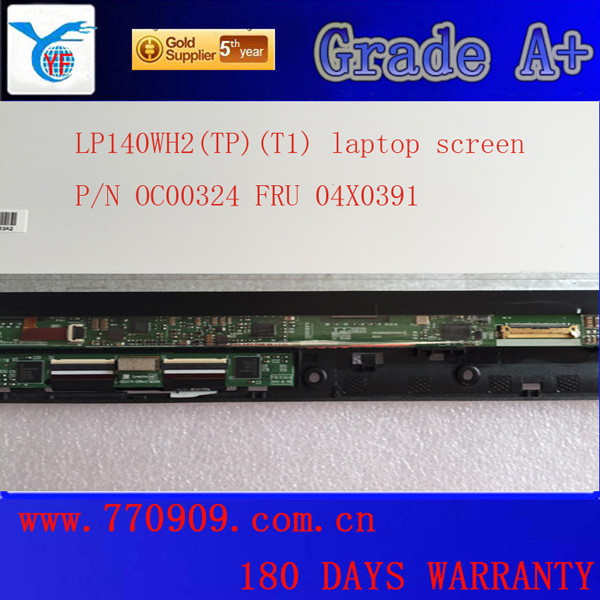 YF
Gold
Supplier
5th
year
Grade A+
LP140WH2(TP)(T1) laptop screen
P/N 0C00324 FRU 04X0391
www.770909.com.cn
180 DAYS WARRANTY